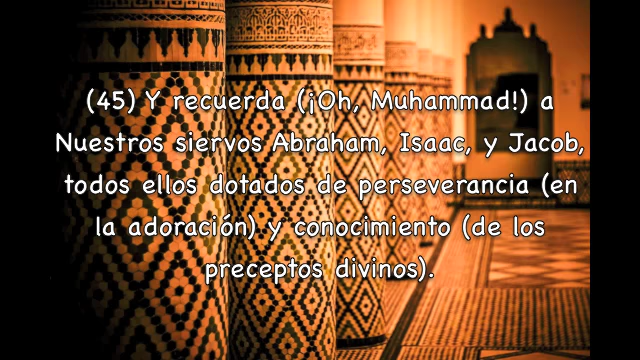 (45) Y recuerda (¡Oh, Muhammad!) a
Nuestros siervos Abraham, Isaac, y Jacob,
todos ellos dotados de perseverancia (en
la adoración) y conocimiento (de los
preceptos divinos).